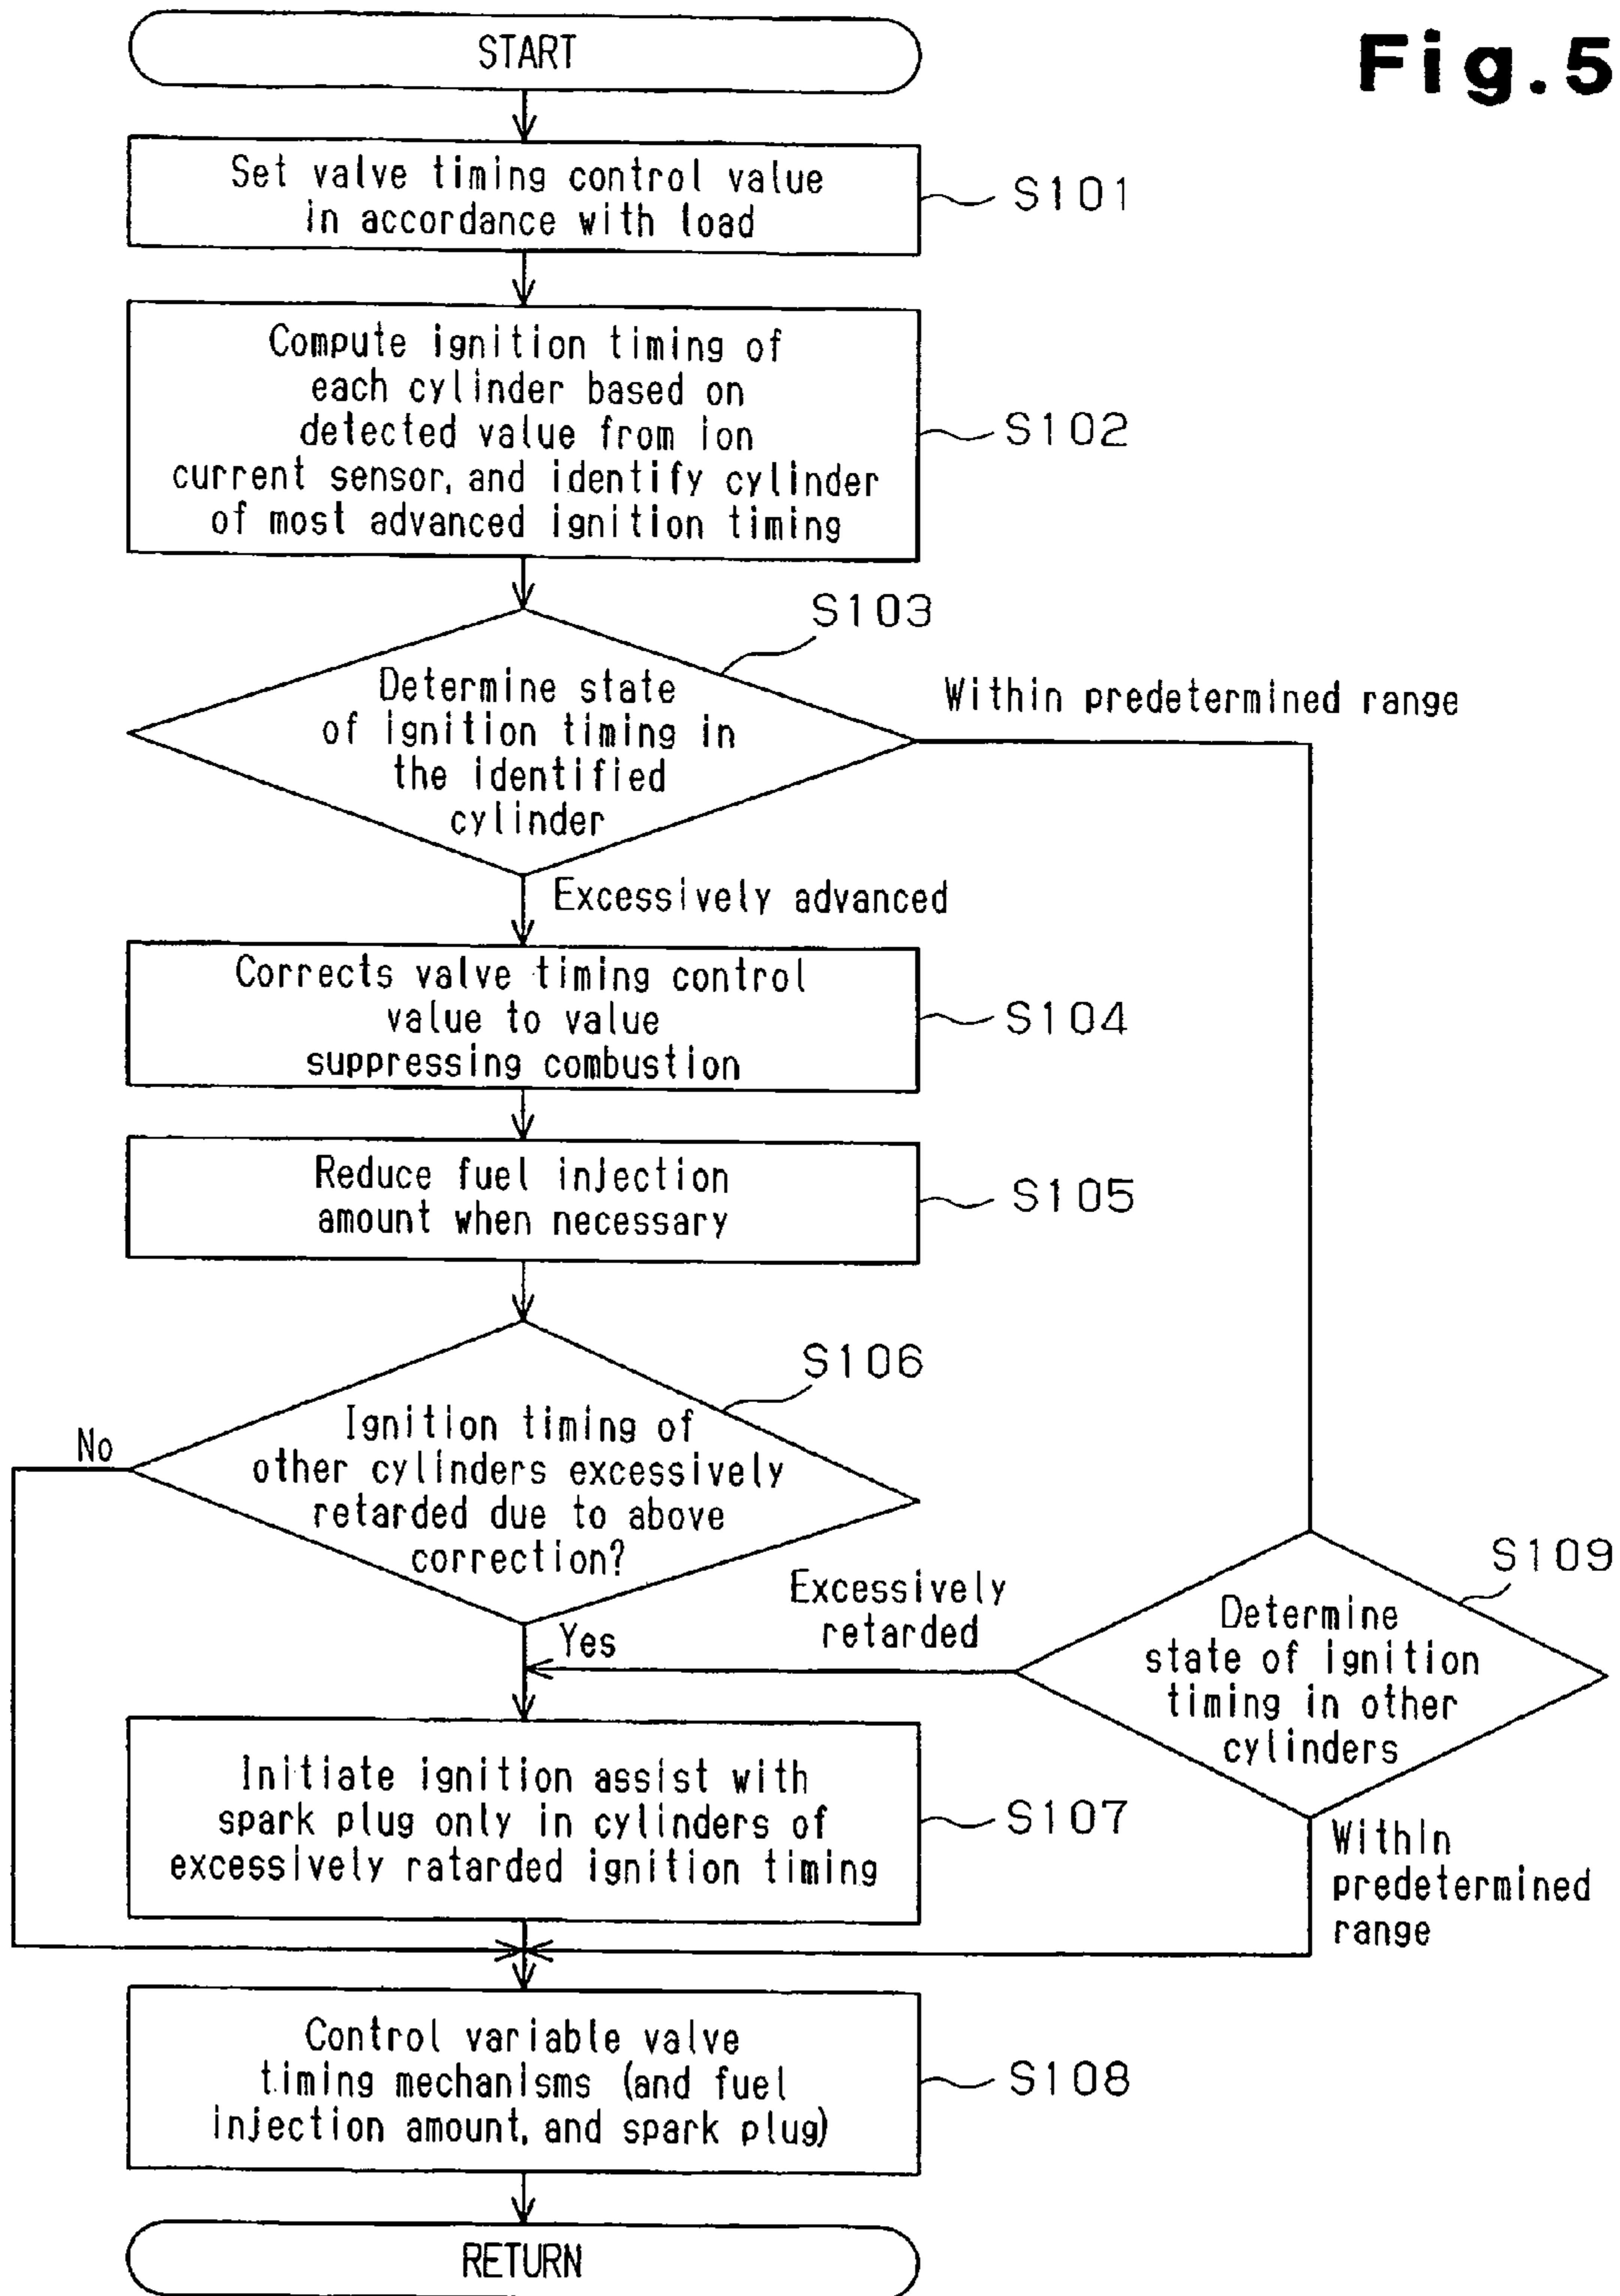 Fig.5
START
Set valve timing control value
in accordance with load
S101
Compute ignition timing of
each cylinder based on
detected value from ion
current sensor, and identify cylinder
of most advanced ignition timing
S102
S103
Determine state
of ignition timing in
the identified
cylinder
Within predetermined range
Excessively advanced
Corrects valve timing control
value to value
suppressing combustion
S104
Reduce fuel injection
amount when necessary
S105
S106
Ignition timing of
other cylinders excessively
retarded due to above
correction?
No
Yes
Excessively
retarded
S109
Determine
state of ignition
timing in other
cylinders
Within
predetermined
range
Initiate ignition assist with
spark plug only in cylinders of
excessively ratarded ignition timing
S107
Control variable valve
timing mechanisms (and fuel
injection amount, and spark plug)
S108
RETURN